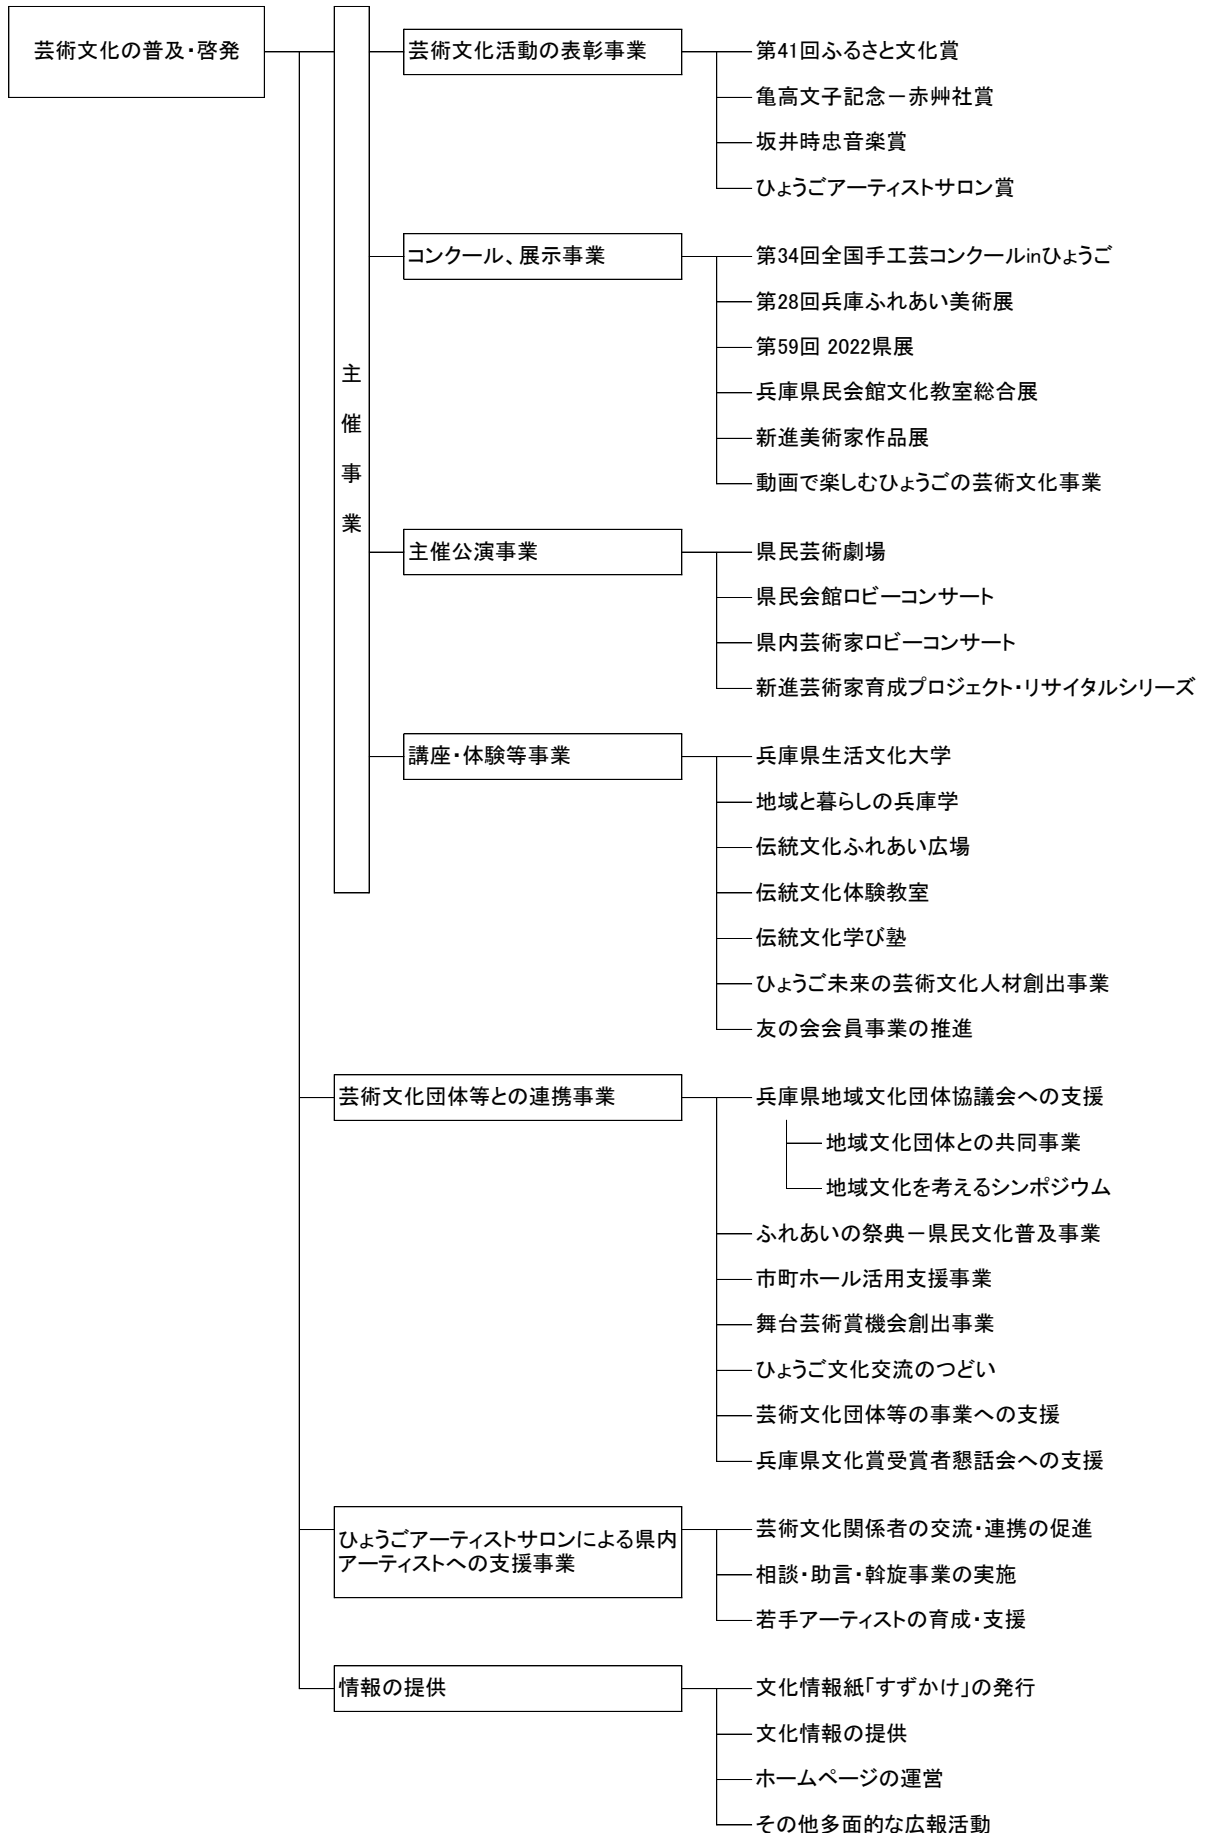 芸術文化の普及・啓発
主催事業
芸術文化活動の表彰事業
第41回ふるさと文化賞
亀高文子記念－赤艸社賞
坂井時忠音楽賞
ひょうごアーティストサロン賞
コンクール、展示事業
第34回全国手工芸コンクールinひょうご
第28回兵庫ふれあい美術展
第59回 2022県展
兵庫県民会館文化教室総合展
新進美術家作品展
動画で楽しむひょうごの芸術文化事業
主催公演事業
県民芸術劇場
県民会館ロビーコンサート
県内芸術家ロビーコンサート
新進芸術家育成プロジェクト・リサイタルシリーズ
講座・体験等事業
兵庫県生活文化大学
地域と暮らしの兵庫学
伝統文化ふれあい広場
伝統文化体験教室
伝統文化学び塾
ひょうご未来の芸術文化人材創出事業
友の会会員事業の推進
芸術文化団体等との連携事業
兵庫県地域文化団体協議会への支援
地域文化団体との共同事業
地域文化を考えるシンポジウム
ふれあいの祭典－県民文化普及事業
市町ホール活用支援事業
舞台芸術賞機会創出事業
ひょうご文化交流のつどい
芸術文化団体等の事業への支援
兵庫県文化賞受賞者懇話会への支援
ひょうごアーティストサロンによる県内
アーティストへの支援事業
芸術文化関係者の交流・連携の促進
相談・助言・斡旋事業の実施
若手アーティストの育成・支援
情報の提供
文化情報紙「すずかけ」の発行
文化情報の提供
ホームページの運営
その他多面的な広報活動